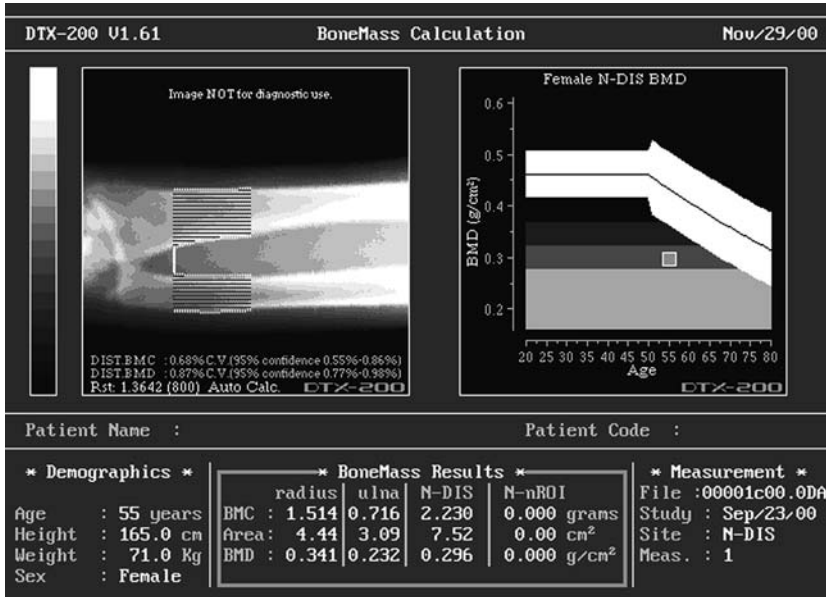 DTX-200 V1.61 BoneMass Calculation Nov/29/00
Image NOT for diagnostic use.
DIST.BMC :0.68%C.V.(95% confidence 0.55%-0.86%)
DIST.BMD :0.87%C.V.(95% confidence 0.77%-0.98%)
Rst: 1.3642 (800) Auto Calc. DTX-200
Female N-DIS BMD
BMD (g/cm²)
0.6
0.5
0.4
0.3
0.2
20 25 30 35 40 45 50 55 60 65 70 75 80
Age
DTX-200
Patient Name : Patient Code :
* Demographics *
Age : 55 years
Height : 165.0 cm
Weight : 71.0 Kg
Sex : Female
* BoneMass Results *
radius ulna N-DIS N-nROI
BMC : 1.514 0.716 2.230 0.000 grams
Area: 4.44 3.09 7.52 0.00 cm²
BMD : 0.341 0.232 0.296 0.000 g/cm²
* Measurement *
File :00001c00.0DA
Study : Sep/23/00
Site : N-DIS
Meas. : 1